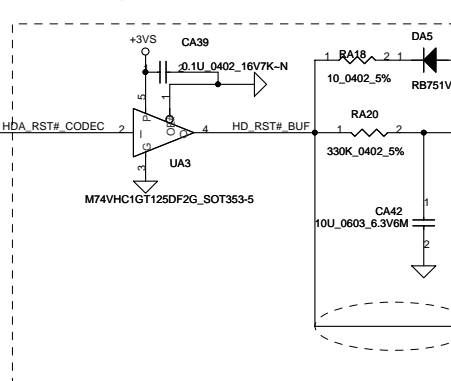 +3VS
CA39
1 2
0.1U_0402_16V7K~N
5
P
1
OE#
HDA_RST#_CODEC
2
I
O
4
HD_RST#_BUF
G
3
UA3
M74VHC1GT125DF2G_SOT353-5
DA5
1
RA18
2
1
10_0402_5%
RB751V
RA20
1
2
330K_0402_5%
1
CA42
10U_0603_6.3V6M
2